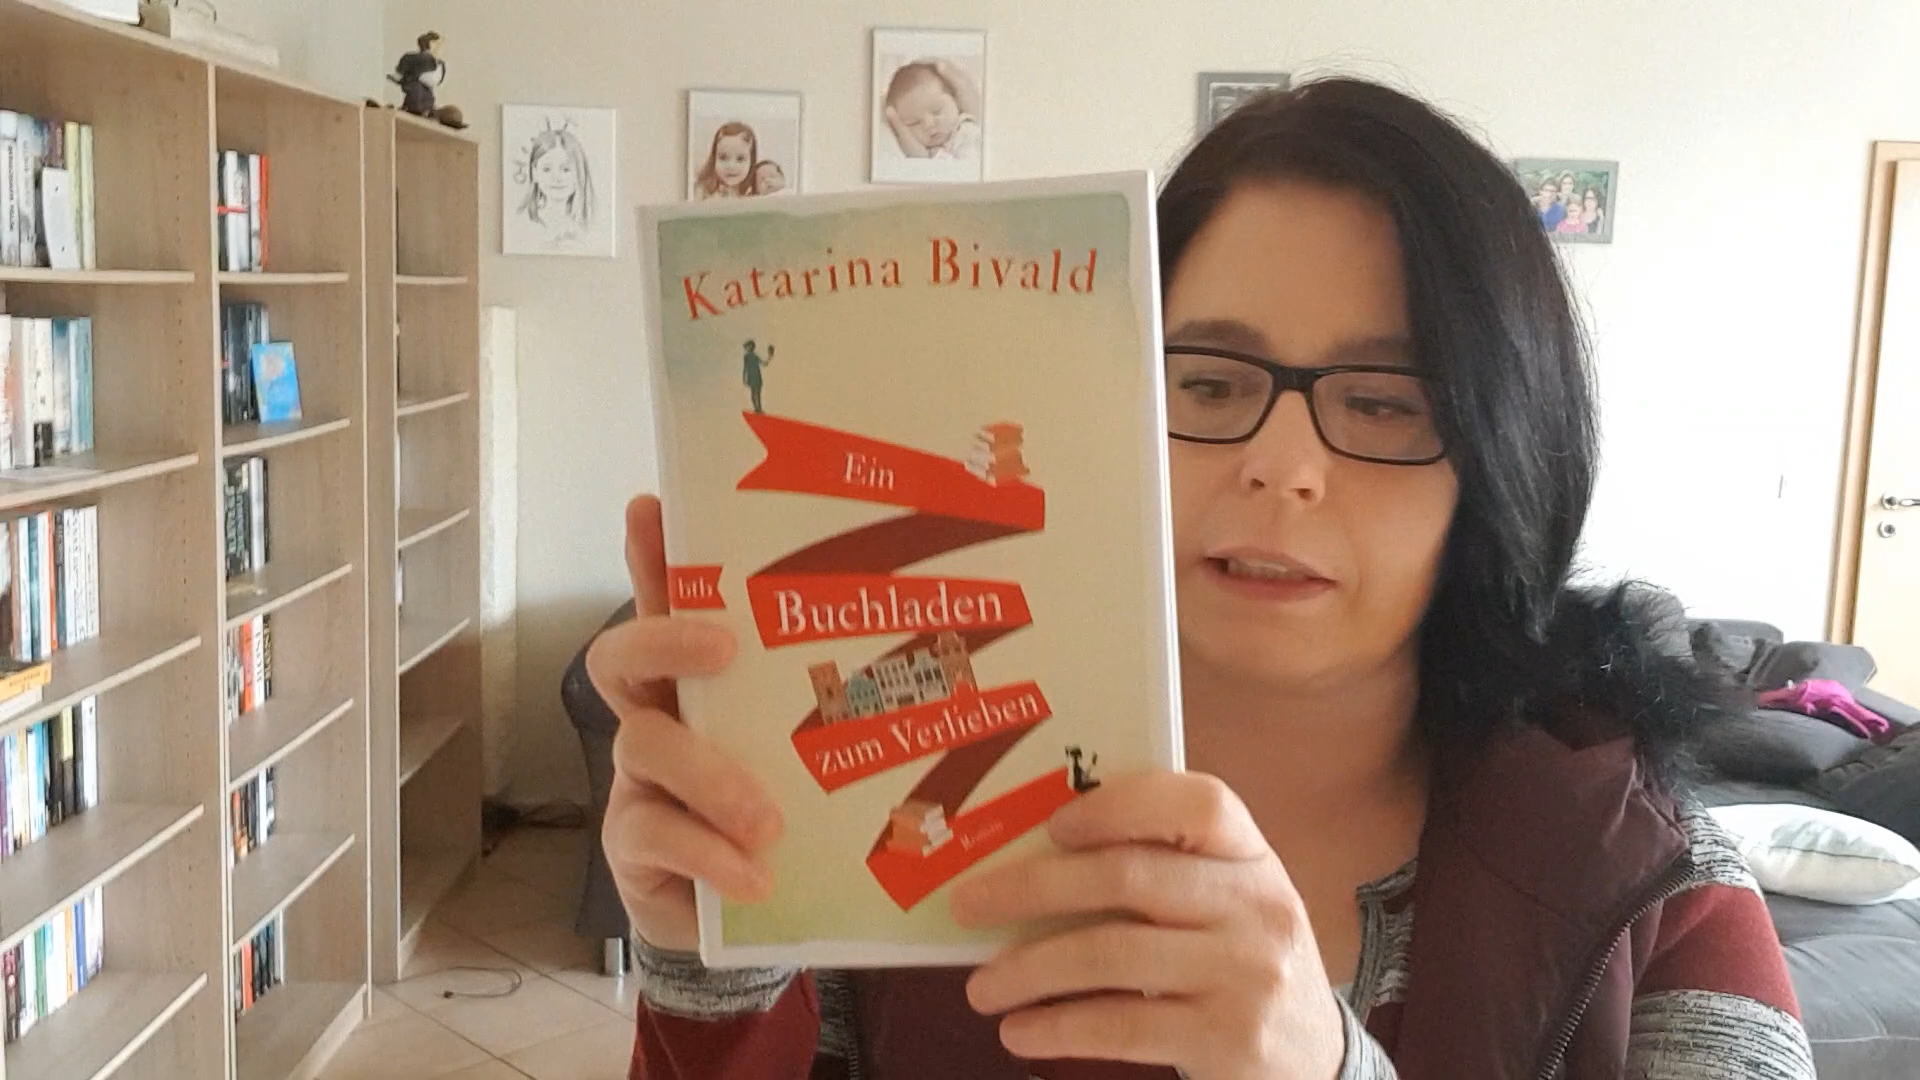 Katarina Bivald
Ein
btb
Buchladen
zum Verlieben
Roman